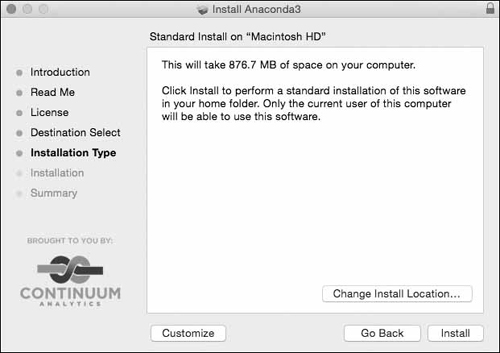 Install Anaconda3
Standard Install on “Macintosh HD”
Introduction
Read Me
License
Destination Select
Installation Type
Installation
Summary
This will take 876.7 MB of space on your computer.
Click Install to perform a standard installation of this software
in your home folder. Only the current user of this computer
will be able to use this software.
BROUGHT TO YOU BY:
CONTINUUM
ANALYTICS
Change Install Location...
Customize
Go Back
Install